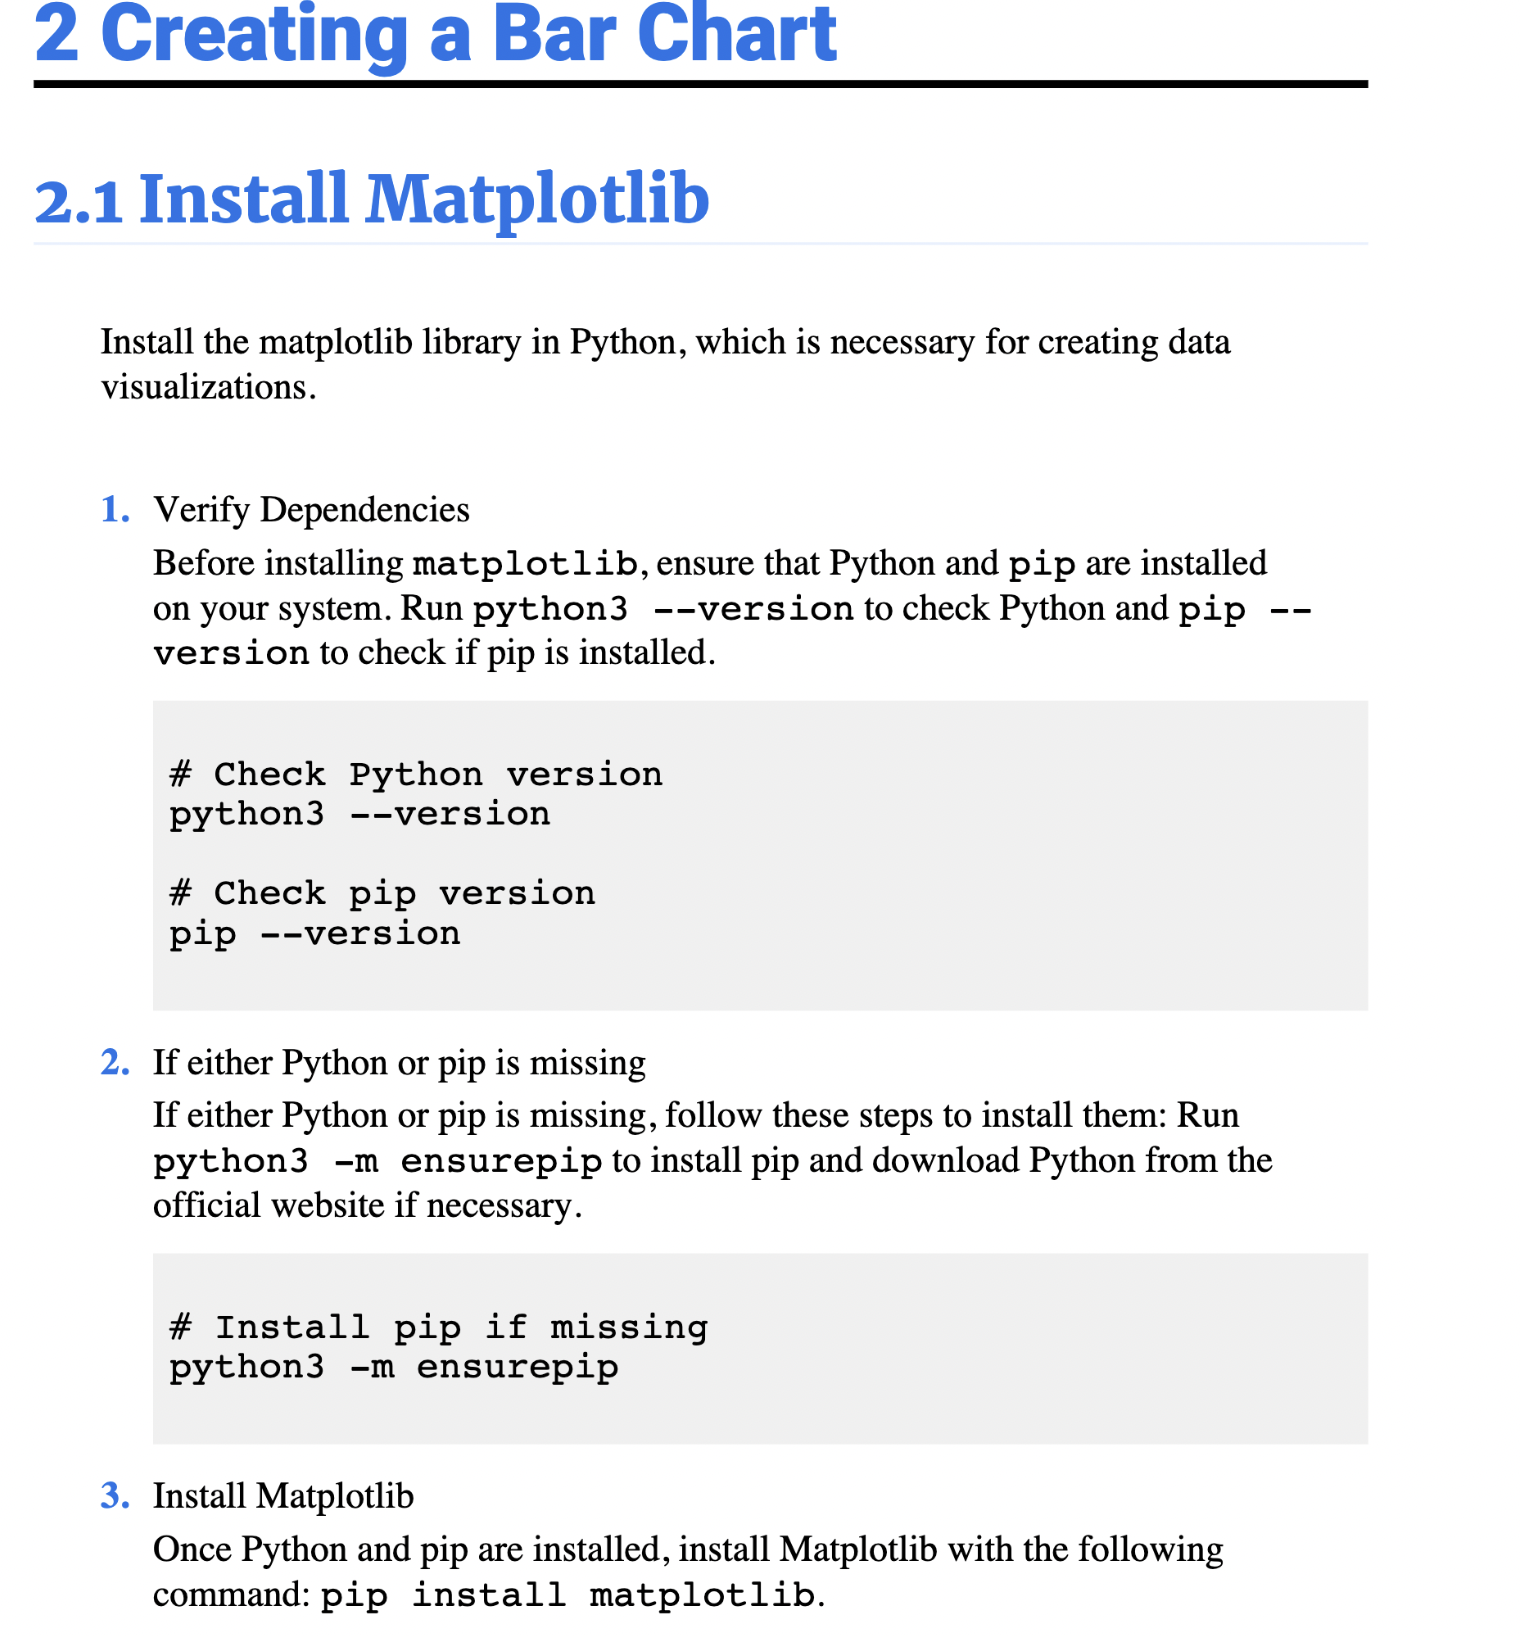 2 Creating a Bar Chart
2.1 Install Matplotlib
Install the matplotlib library in Python, which is necessary for creating data
visualizations.
1. Verify Dependencies
Before installing matplotlib, ensure that Python and pip are installed
on your system. Run python3 --version to check Python and pip --
version to check if pip is installed.
# Check Python version
python3 --version
# Check pip version
pip --version
2. If either Python or pip is missing
If either Python or pip is missing, follow these steps to install them: Run
python3 -m ensurepip to install pip and download Python from the
official website if necessary.
# Install pip if missing
python3 -m ensurepip
3. Install Matplotlib
Once Python and pip are installed, install Matplotlib with the following
command: pip install matplotlib.